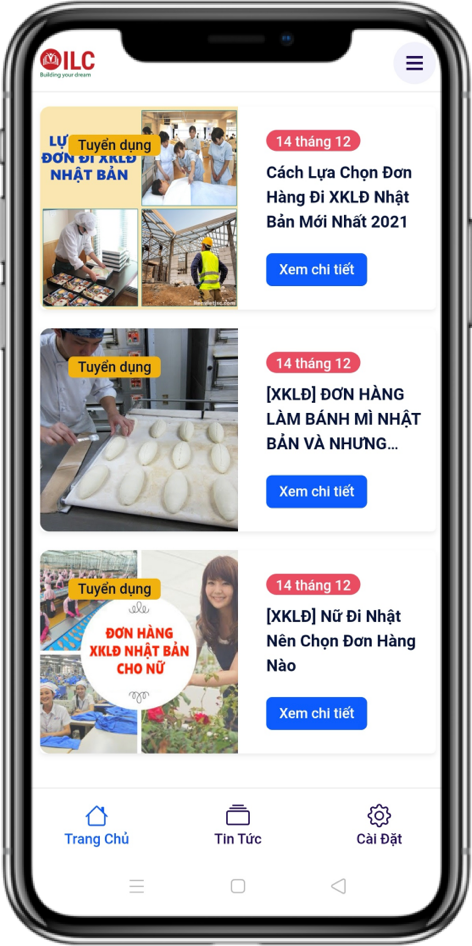 ILC
Building your dream
Tuyển dụng
ĐƠN ĐI XKLĐ
NHẬT BẢN
14 tháng 12
Cách Lựa Chọn Đơn
Hàng Đi XKLĐ Nhật
Bản Mới Nhất 2021
Xem chi tiết
Tuyển dụng
14 tháng 12
[XKLĐ] ĐƠN HÀNG
LÀM BÁNH MÌ NHẬT
BẢN VÀ NHƯNG...
Xem chi tiết
Tuyển dụng
ĐƠN HÀNG
XKLĐ NHẬT BẢN
CHO NỮ
14 tháng 12
[XKLĐ] Nữ Đi Nhật
Nên Chọn Đơn Hàng
Nào
Xem chi tiết
Trang Chủ
Tin Tức
Cài Đặt